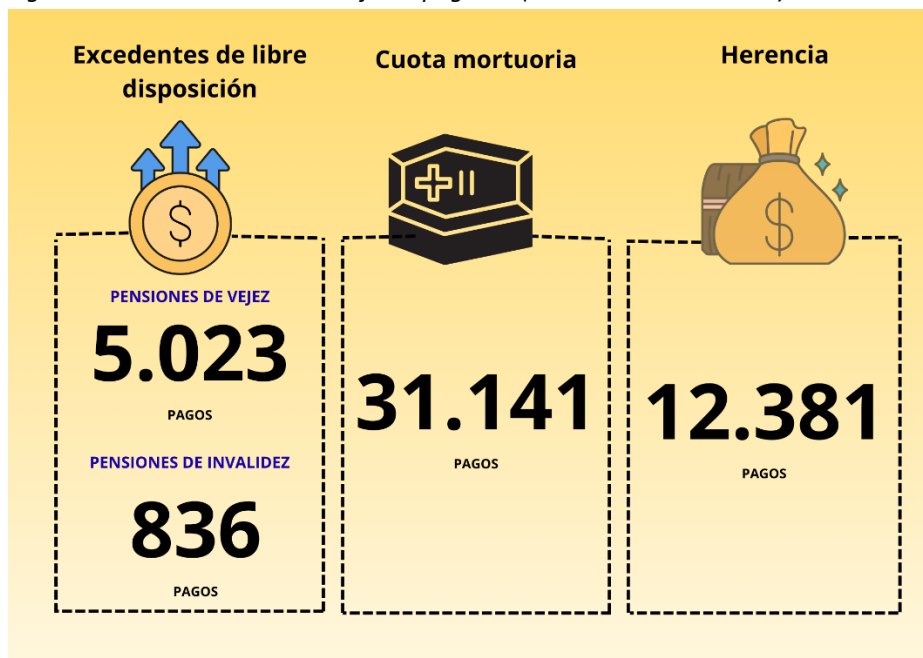 Excedentes de libre
disposición
PENSIONES DE VEJEZ
5.023
PAGOS
PENSIONES DE INVALIDEZ
836
PAGOS
Cuota mortuoria
31.141
PAGOS
Herencia
12.381
PAGOS